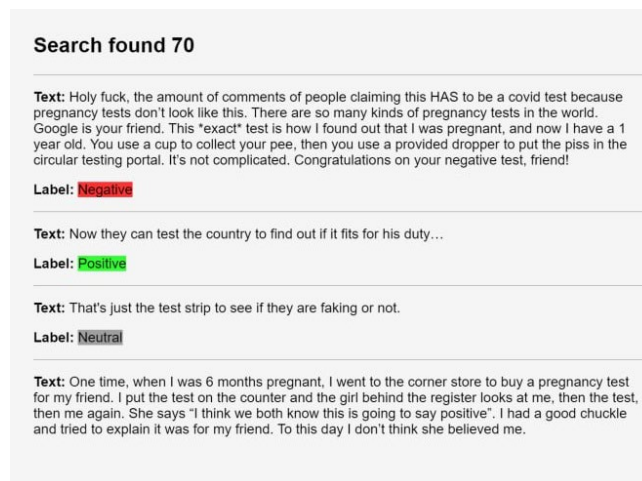 Search found 70
Text: Holy fuck, the amount of comments of people claiming this HAS to be a covid test because
pregnancy tests don’t look like this. There are so many kinds of pregnancy tests in the world.
Google is your friend. This *exact* test is how I found out that I was pregnant, and now I have a 1
year old. You use a cup to collect your pee, then you use a provided dropper to put the piss in the
circular testing portal. It’s not complicated. Congratulations on your negative test, friend!
Label: Negative
Text: Now they can test the country to find out if it fits for his duty…
Label: Positive
Text: That's just the test strip to see if they are faking or not.
Label: Neutral
Text: One time, when I was 6 months pregnant, I went to the corner store to buy a pregnancy test
for my friend. I put the test on the counter and the girl behind the register looks at me, then the test,
then me again. She says “I think we both know this is going to say positive”. I had a good chuckle
and tried to explain it was for my friend. To this day I don’t think she believed me.